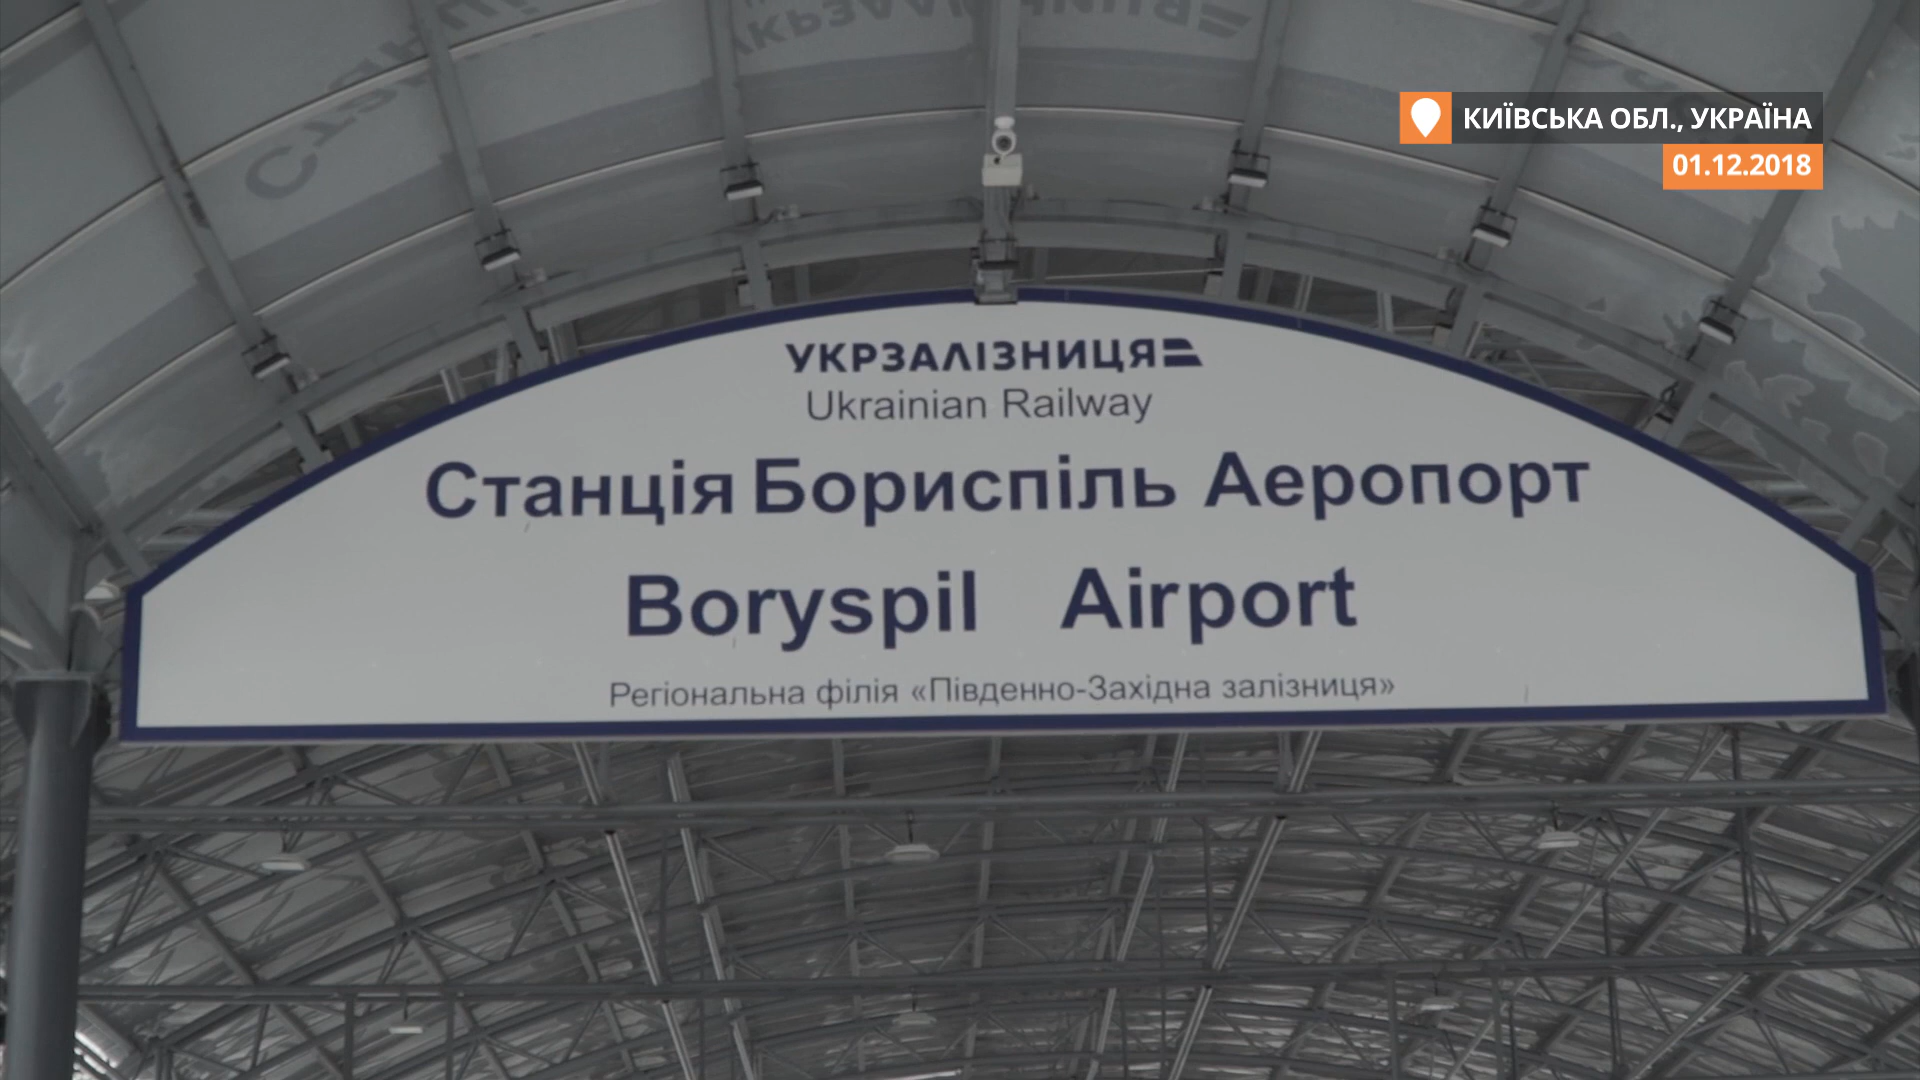 КИЇВСЬКА ОБЛ., УКРАЇНА
01.12.2018
УКРЗАЛІЗНИЦЯ
Ukrainian Railway
Станція Бориспіль Аеропорт
Boryspil Airport
Регіональна філія «Південно-Західна залізниця»